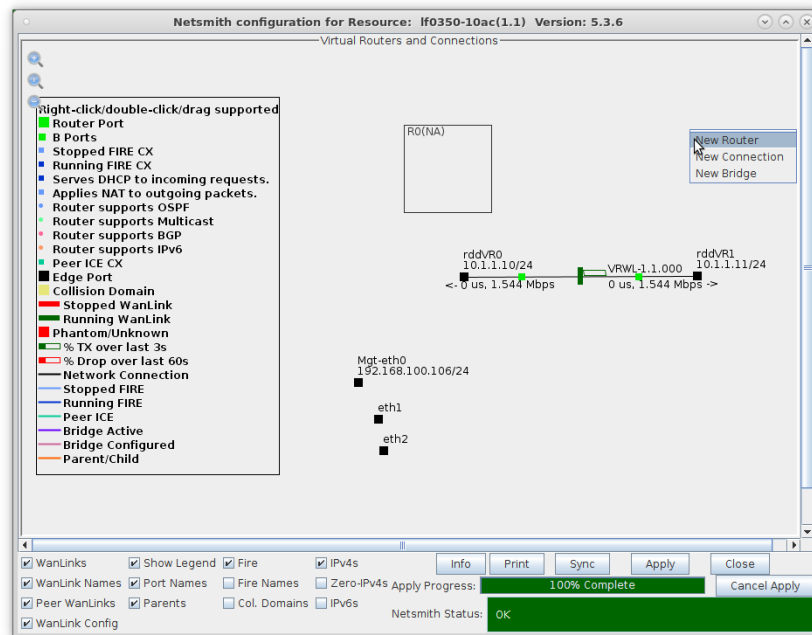 Netsmith configuration for Resource: lf0350-10ac(1.1) Version: 5.3.6
Virtual Routers and Connections
Right-click/double-click/drag supported
Router Port
B Ports
Stopped FIRE CX
Running FIRE CX
Serves DHCP to incoming requests.
Applies NAT to outgoing packets.
Router supports OSPF
Router supports Multicast
Router supports BGP
Router supports IPv6
Peer ICE CX
Edge Port
Collision Domain
Stopped WanLink
Running WanLink
Phantom/Unknown
% TX over last 3s
% Drop over last 60s
Network Connection
Stopped FIRE
Running FIRE
Peer ICE
Bridge Active
Bridge Configured
Parent/Child
R0(NA)
New Router
New Connection
New Bridge
rddVR0
10.1.1.10/24
VRWL-1.1.000
rddVR1
10.1.1.11/24
<- 0 us, 1.544 Mbps
0 us, 1.544 Mbps ->
Mgt-eth0
192.168.100.106/24
eth1
eth2
WanLinks Show Legend Fire IPv4s Info Print Sync Apply Close
WanLink Names Port Names Fire Names Zero-IPv4s Apply Progress: 100% Complete Cancel Apply
Peer WanLinks Parents Col. Domains IPv6s Netsmith Status: OK
WanLink Config